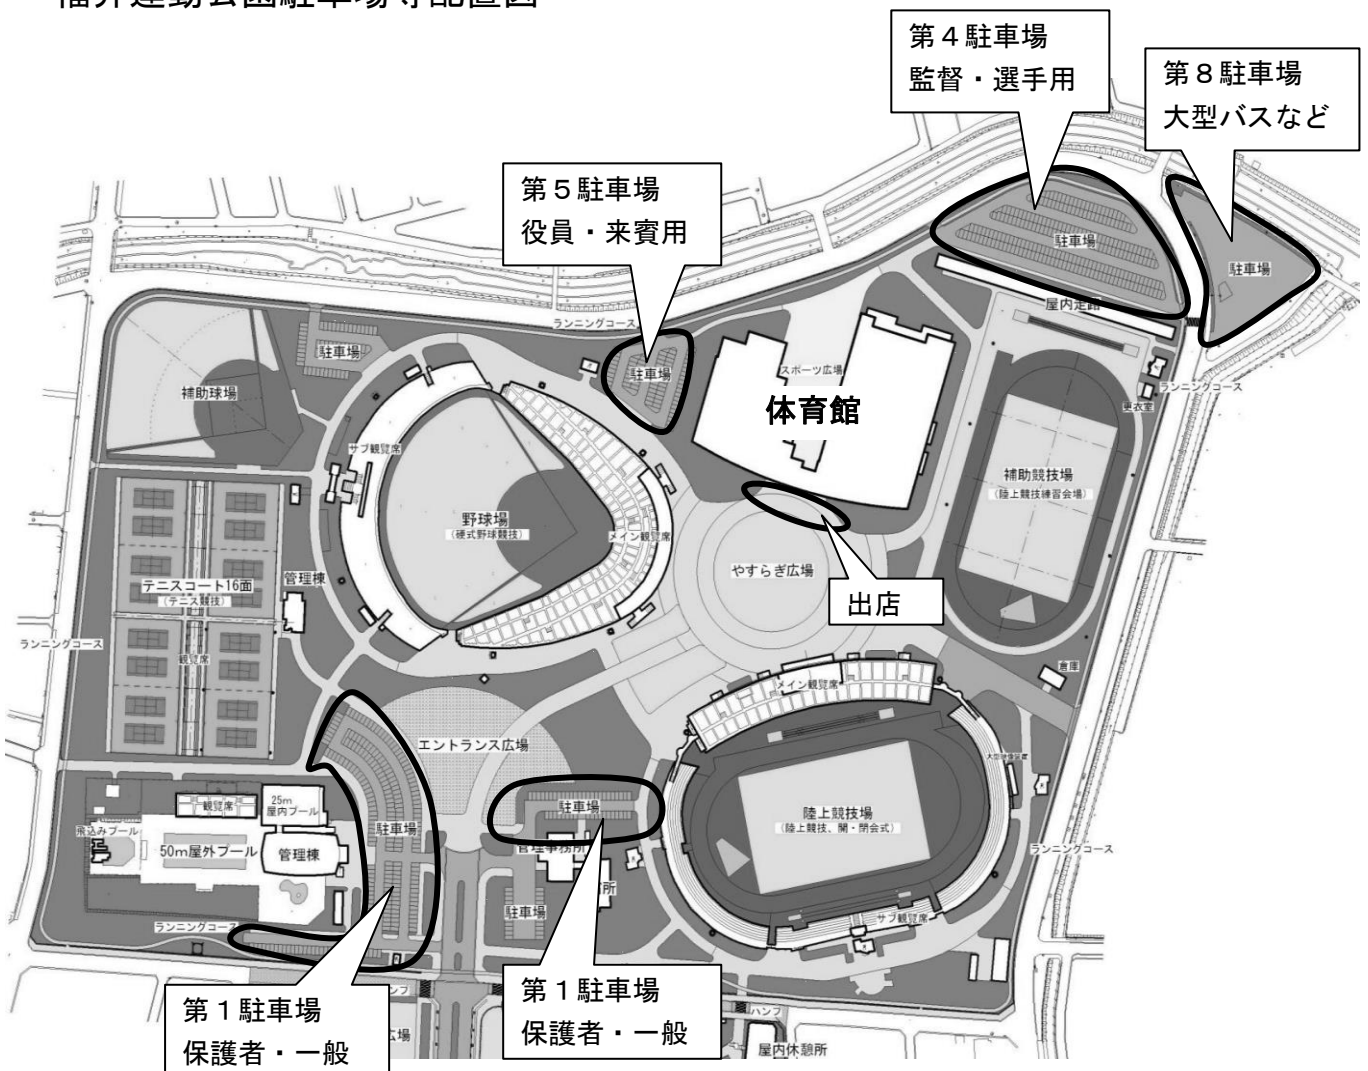 福井運動公園駐車場等配置図
第４駐車場
監督・選手用
第８駐車場
大型バスなど
第５駐車場
役員・来賓用
駐車場
駐車場
屋内走路
ランニングコース
駐車場
駐車場
スポーツ広場
体育館
ランニングコース
更衣室
補助球場
サブ観覧席
補助競技場
（陸上競技練習会場）
野球場
（硬式野球競技）
メイン観覧席
やすらぎ広場
テニスコート16面
（テニス競技）
管理棟
出店
ランニングコース
観覧席
倉庫
メイン観覧席
エントランス広場
大型映像装置
観覧席
25m
屋内プール
駐車場
駐車場
陸上競技場
（陸上競技、開・閉会式）
飛込みプール
50m屋外プール
管理棟
管理事務所
ランニングコース
駐車場
サブ観覧席
ランニングコース
第１駐車場
保護者・一般
第１駐車場
保護者・一般
ハンプ
屋内休憩所